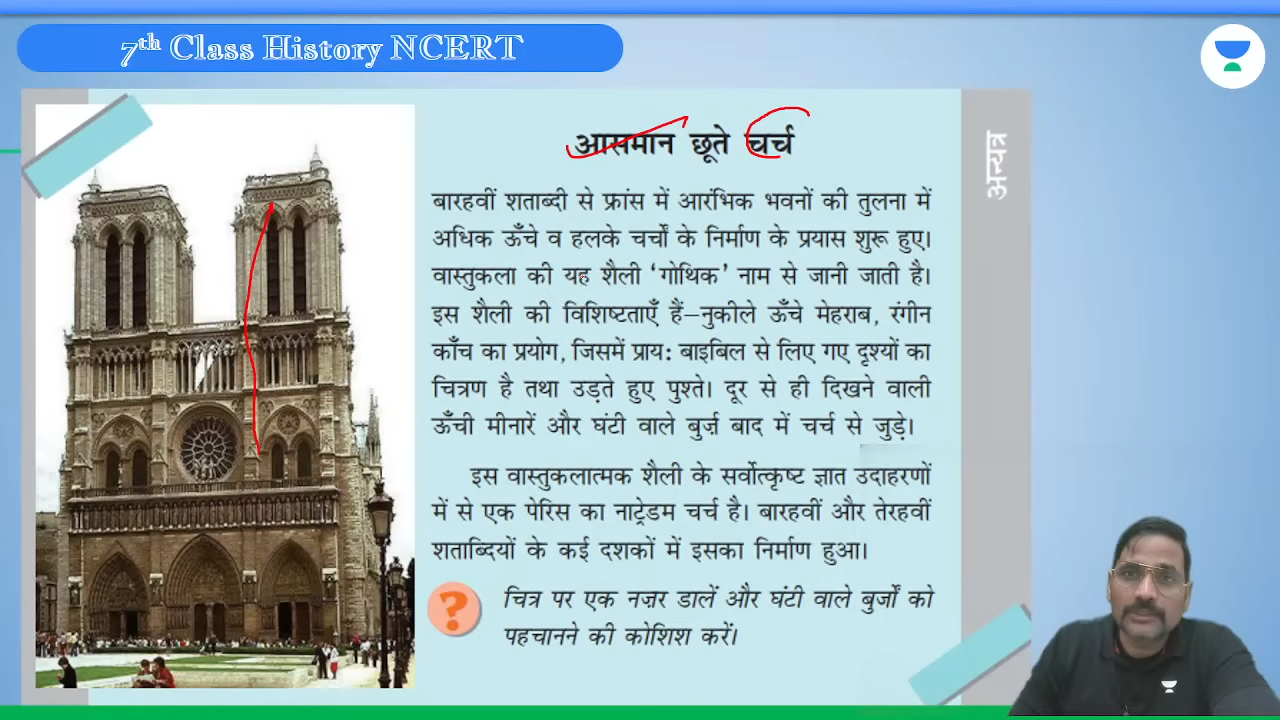 7th Class History NCERT
आसमान छूते चर्च
अन्यत्र
बारहवीं शताब्दी से फ्रांस में आरंभिक भवनों की तुलना में
अधिक ऊँचे व हलके चर्चों के निर्माण के प्रयास शुरू हुए।
वास्तुकला की यह शैली ‘गोथिक’ नाम से जानी जाती है।
इस शैली की विशिष्टताएँ हैं–नुकीले ऊँचे मेहराब, रंगीन
काँच का प्रयोग, जिसमें प्राय: बाइबिल से लिए गए दृश्यों का
चित्रण है तथा उड़ते हुए पुश्ते। दूर से ही दिखने वाली
ऊँची मीनारें और घंटी वाले बुर्ज़ बाद में चर्च से जुड़े।
इस वास्तुकलात्मक शैली के सर्वोत्कृष्ट ज्ञात उदाहरणों
में से एक पेरिस का नाट्रेडम चर्च है। बारहवीं और तेरहवीं
शताब्दियों के कई दशकों में इसका निर्माण हुआ।
?
चित्र पर एक नज़र डालें और घंटी वाले बुर्जों को
पहचानने की कोशिश करें।